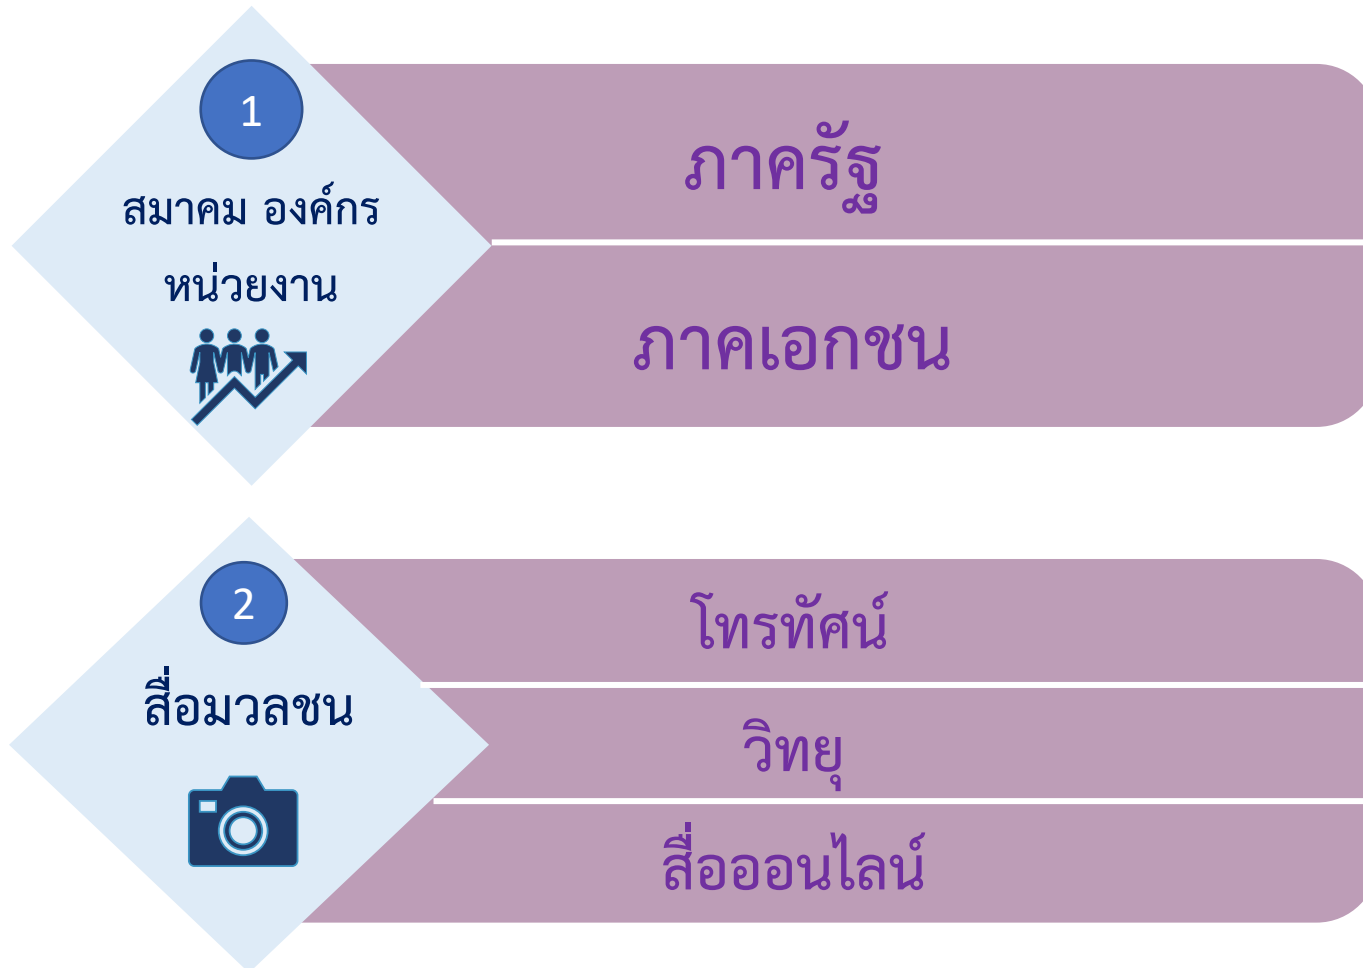 1
สมาคม องค์กร
หน่วยงาน
ภาครัฐ
ภาคเอกชน
2
สื่อมวลชน
โทรทัศน์
วิทยุ
สื่อออนไลน์